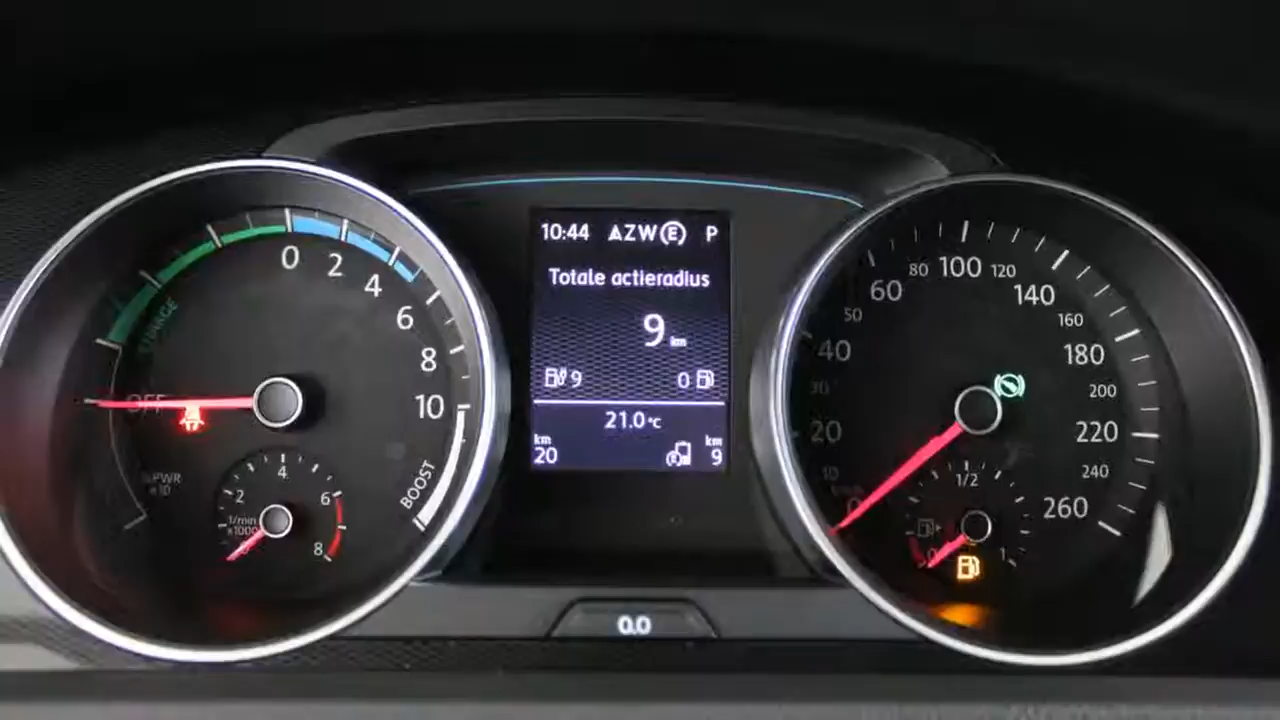 10:44 AZW(E) P
Totale actieradius
9 km
9 0
21.0°C
km
20
km
9
0.0
0 2 4 6 8 10
BOOST
OFF
%PWR
x10
2 4 6 8
1/min
x1000
0 10 20 30 40 50 60 80 100 120 140 160 180 200 220 240 260
0 1/2 1